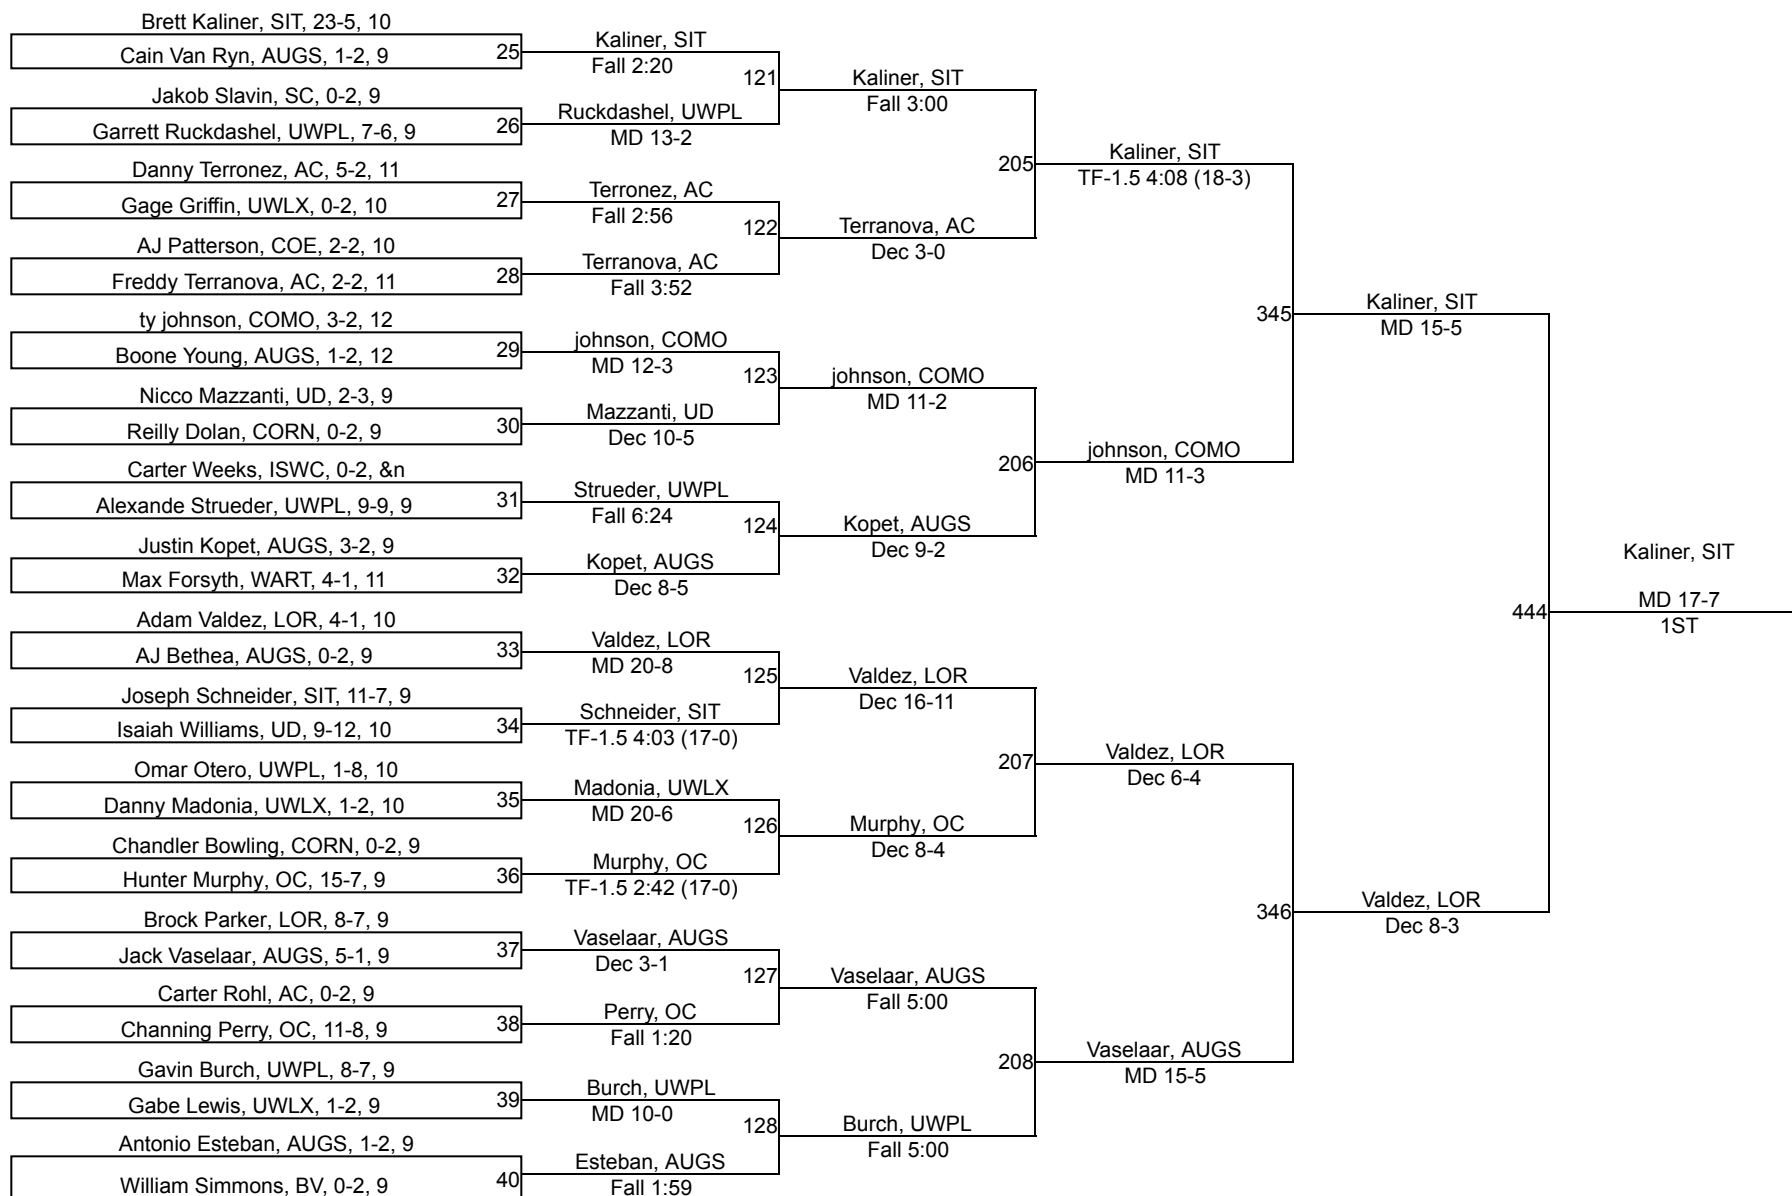 Brett Kaliner, SIT, 23-5, 10
Cain Van Ryn, AUGS, 1-2, 9
25
Jakob Slavin, SC, 0-2, 9
Garrett Ruckdashel, UWPL, 7-6, 9
26
Danny Terronez, AC, 5-2, 11
Gage Griffin, UWLX, 0-2, 10
27
AJ Patterson, COE, 2-2, 10
Freddy Terranova, AC, 2-2, 11
28
ty johnson, COMO, 3-2, 12
Boone Young, AUGS, 1-2, 12
29
Nicco Mazzanti, UD, 2-3, 9
Reilly Dolan, CORN, 0-2, 9
30
Carter Weeks, ISWC, 0-2, &n
Alexande Strueder, UWPL, 9-9, 9
31
Justin Kopet, AUGS, 3-2, 9
Max Forsyth, WART, 4-1, 11
32
Adam Valdez, LOR, 4-1, 10
AJ Bethea, AUGS, 0-2, 9
33
Joseph Schneider, SIT, 11-7, 9
Isaiah Williams, UD, 9-12, 10
34
Omar Otero, UWPL, 1-8, 10
Danny Madonia, UWLX, 1-2, 10
35
Chandler Bowling, CORN, 0-2, 9
Hunter Murphy, OC, 15-7, 9
36
Brock Parker, LOR, 8-7, 9
Jack Vaselaar, AUGS, 5-1, 9
37
Carter Rohl, AC, 0-2, 9
Channing Perry, OC, 11-8, 9
38
Gavin Burch, UWPL, 8-7, 9
Gabe Lewis, UWLX, 1-2, 9
39
Antonio Esteban, AUGS, 1-2, 9
William Simmons, BV, 0-2, 9
40
Kaliner, SIT
Fall 2:20
121
Ruckdashel, UWPL
MD 13-2
Terronez, AC
Fall 2:56
122
Terranova, AC
Fall 3:52
johnson, COMO
MD 12-3
123
Mazzanti, UD
Dec 10-5
Strueder, UWPL
Fall 6:24
124
Kopet, AUGS
Dec 8-5
Valdez, LOR
MD 20-8
125
Schneider, SIT
TF-1.5 4:03 (17-0)
Madonia, UWLX
MD 20-6
126
Murphy, OC
TF-1.5 2:42 (17-0)
Vaselaar, AUGS
Dec 3-1
127
Perry, OC
Fall 1:20
Burch, UWPL
MD 10-0
128
Esteban, AUGS
Fall 1:59
Kaliner, SIT
Fall 3:00
205
Terranova, AC
Dec 3-0
johnson, COMO
MD 11-2
206
Kopet, AUGS
Dec 9-2
Valdez, LOR
Dec 16-11
207
Murphy, OC
Dec 8-4
Vaselaar, AUGS
Fall 5:00
208
Burch, UWPL
Fall 5:00
Kaliner, SIT
TF-1.5 4:08 (18-3)
345
johnson, COMO
MD 11-3
Valdez, LOR
Dec 6-4
346
Vaselaar, AUGS
MD 15-5
Kaliner, SIT
MD 15-5
444
Valdez, LOR
Dec 8-3
Kaliner, SIT
MD 17-7
1ST